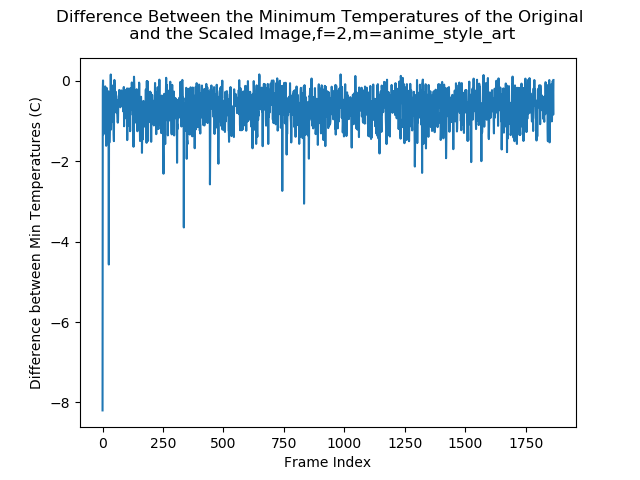 Difference Between the Minimum Temperatures of the Original
and the Scaled Image,f=2,m=anime_style_art
0
−2
−4
−6
−8
Difference between Min Temperatures (C)
0 250 500 750 1000 1250 1500 1750
Frame Index